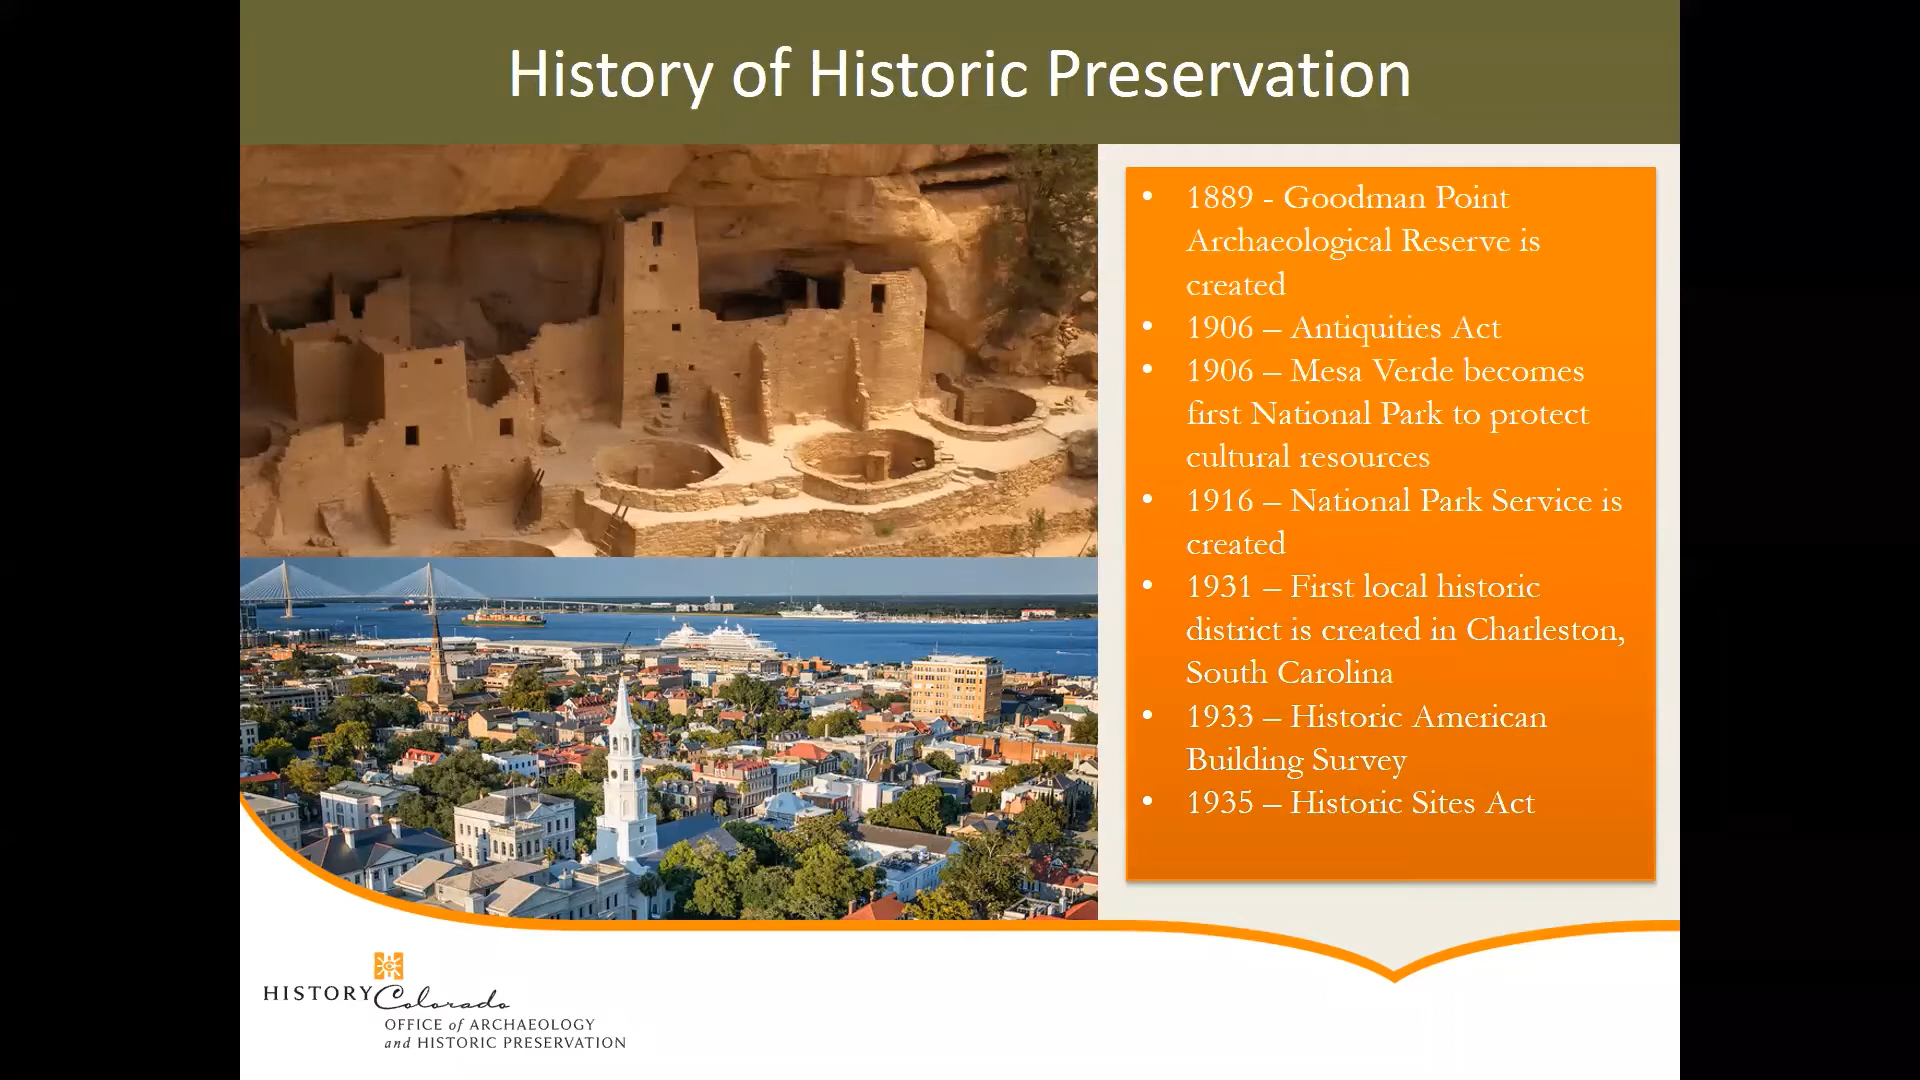 History of Historic Preservation
• 1889 - Goodman Point
Archaeological Reserve is
created
• 1906 – Antiquities Act
• 1906 – Mesa Verde becomes
first National Park to protect
cultural resources
• 1916 – National Park Service is
created
• 1931 – First local historic
district is created in Charleston,
South Carolina
• 1933 – Historic American
Building Survey
• 1935 – Historic Sites Act
HISTORY Colorado
OFFICE of ARCHAEOLOGY
and HISTORIC PRESERVATION